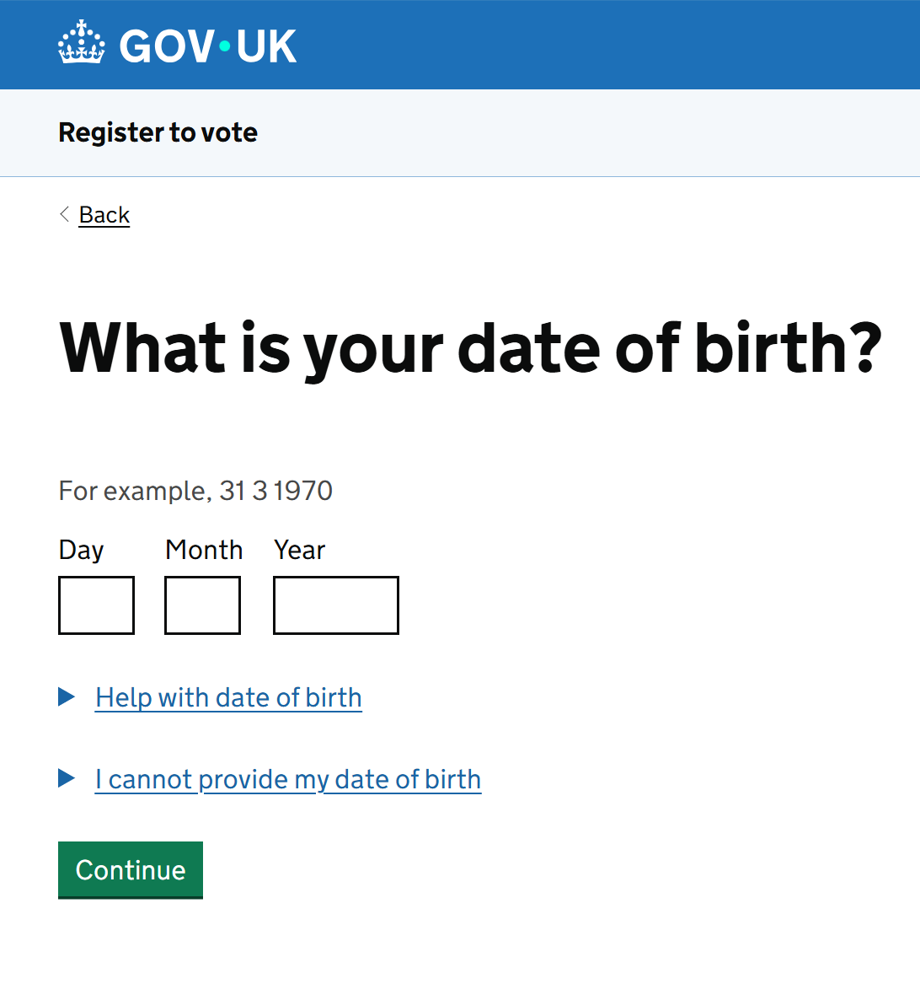 GOV·UK
Register to vote
Back
What is your date of birth?
For example, 31 3 1970
Day Month Year
Help with date of birth
I cannot provide my date of birth
Continue